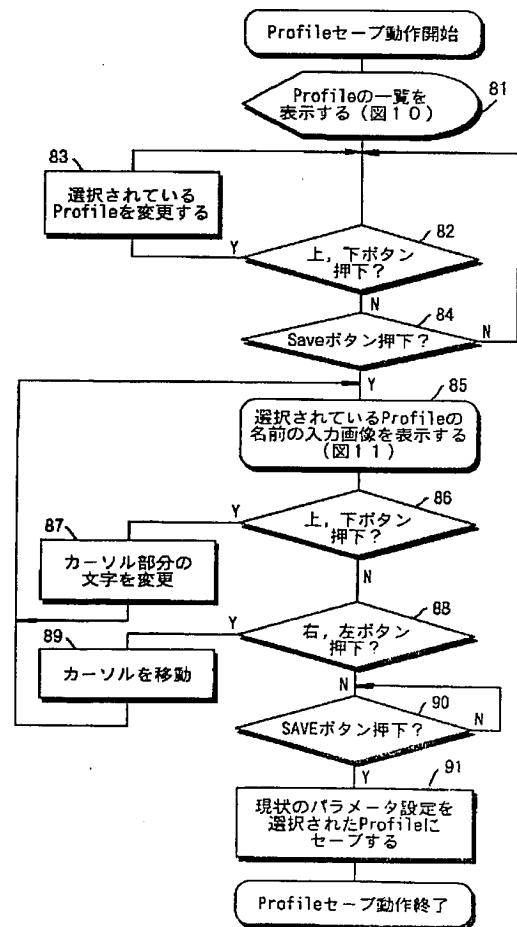 Profileセーブ動作開始
81
Profileの一覧を
表示する(図10)
83
選択されている
Profileを変更する
Y
82
上,下ボタン
押下?
N
84
Saveボタン押下?
N
Y
85
選択されているProfileの
名前の入力画像を表示する
(図11)
86
Y
上,下ボタン
押下?
87
カーソル部分の
文字を変更
N
88
Y
右,左ボタン
押下?
89
カーソルを移動
N
90
SAVEボタン押下?
N
Y
91
現状のパラメータ設定を
選択されたProfileに
セーブする
Profileセーブ動作終了